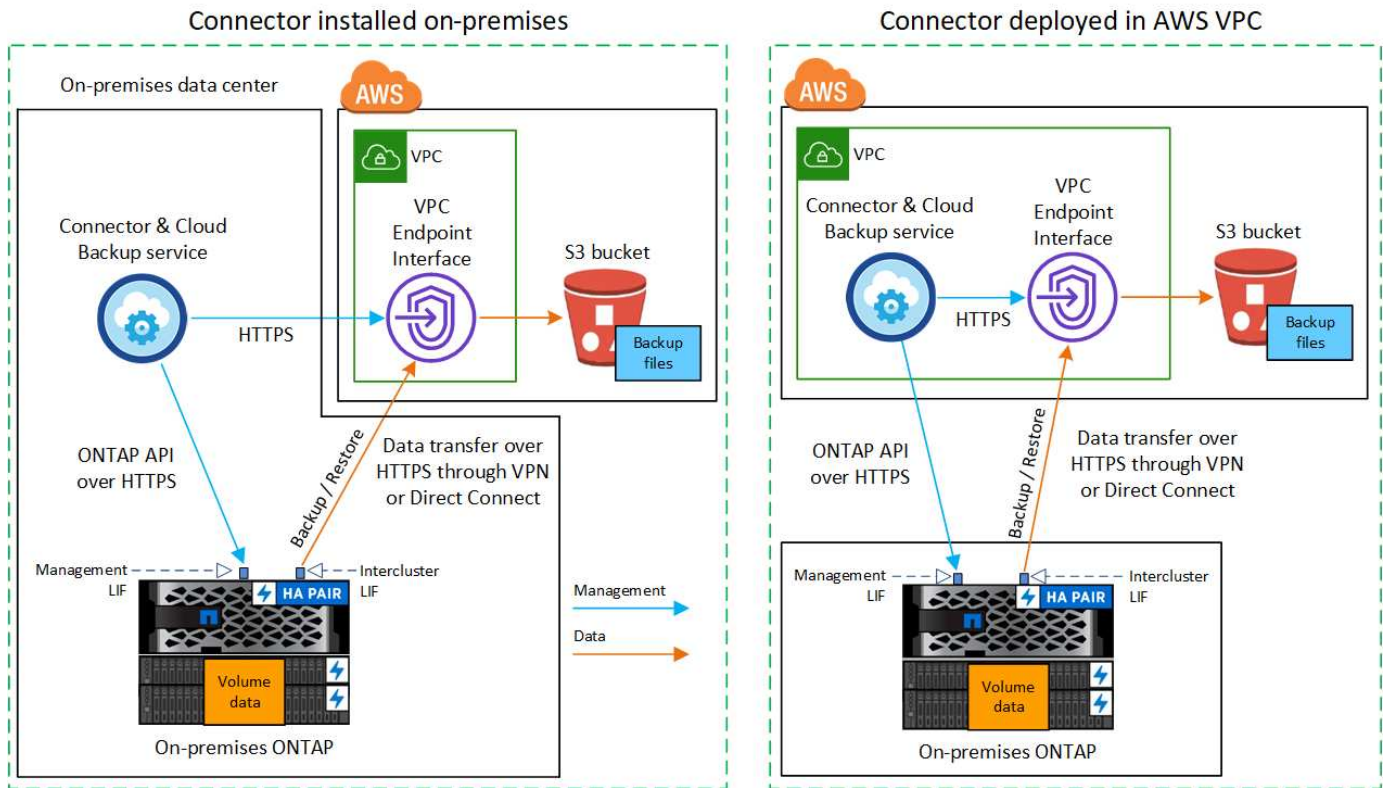 Connector installed on-premises
On-premises data center
AWS
VPC
VPC
Endpoint
Interface
Connector & Cloud
Backup service
S3 bucket
HTTPS
Backup
files
ONTAP API
over HTTPS
Backup / Restore
Data transfer over
HTTPS through VPN
or Direct Connect
Management
LIF
Intercluster
LIF
HA PAIR
Management
Data
Volume
data
On-premises ONTAP
Connector deployed in AWS VPC
AWS
VPC
Connector & Cloud
Backup service
VPC
Endpoint
Interface
S3 bucket
HTTPS
Backup
files
ONTAP API
over HTTPS
Backup / Restore
Data transfer over
HTTPS through VPN
or Direct Connect
Management
LIF
Intercluster
LIF
HA PAIR
Volume
data
On-premises ONTAP